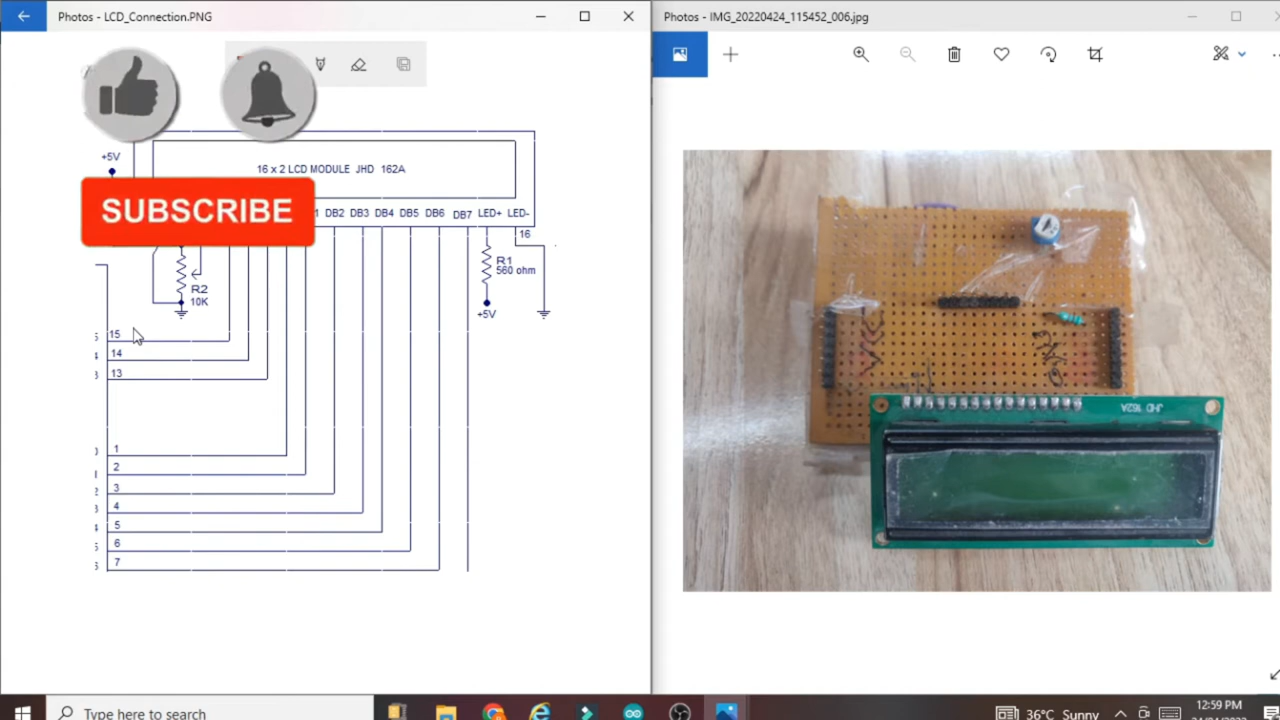 Photos - LCD_Connection.PNG
Photos - IMG_20220424_115452_006.jpg
+5V
16 x 2 LCD MODULE JHD 162A
SUBSCRIBE
DB2 DB3 DB4 DB5 DB6 DB7 LED+ LED-
16
R1
560 ohm
+5V
R2
10K
15
14
13
1
2
3
4
5
6
7
JHD 162A
Type here to search
36°C Sunny
12:59 PM